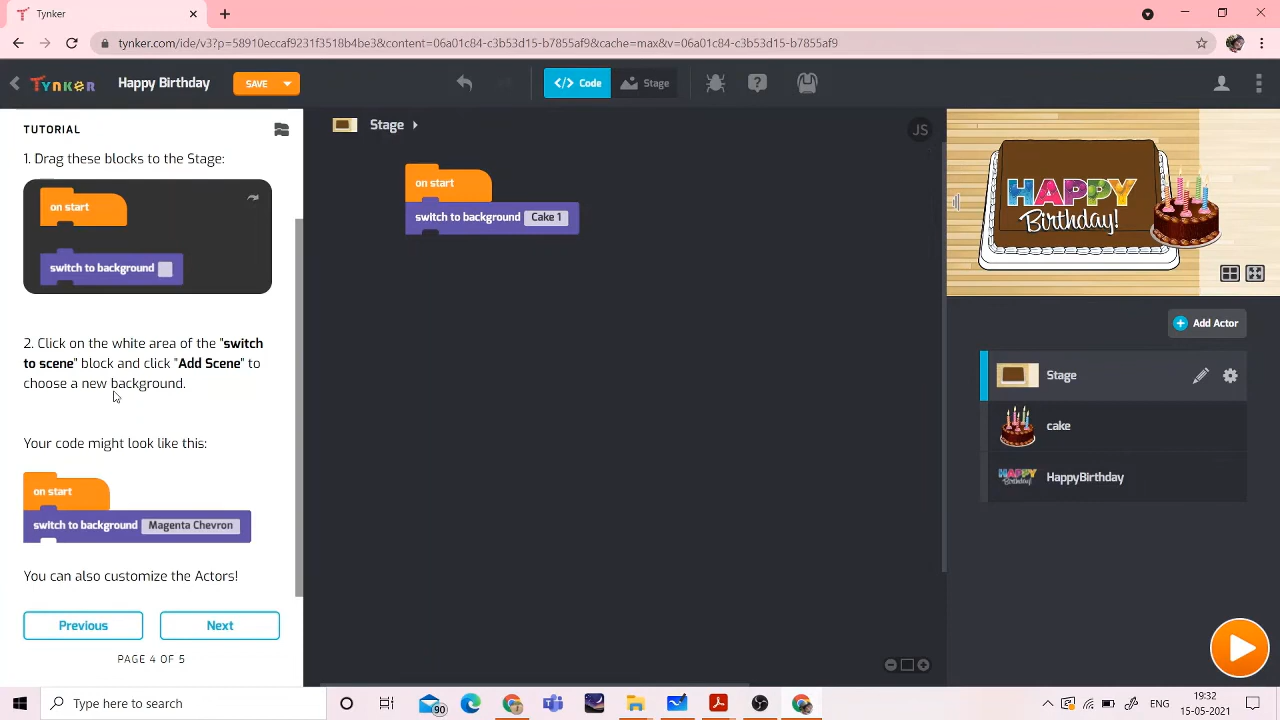 Tynker
tynker.com/ide/v3?p=58910eccaf9231f3518b4be3&content=06a01c84-c3b53d15-b7855af9&cache=max&v=06a01c84-c3b53d15-b7855af9
TYNKER
Happy Birthday
SAVE
</> Code
Stage
TUTORIAL
1. Drag these blocks to the Stage:
on start
switch to background
2. Click on the white area of the "switch
to scene" block and click "Add Scene" to
choose a new background.
Your code might look like this:
on start
switch to background Magenta Chevron
You can also customize the Actors!
Previous
Next
PAGE 4 OF 5
Stage
JS
on start
switch to background Cake 1
HAPPY
Birthday!
Add Actor
Stage
cake
HAPPY
Birthday!
HappyBirthday
Type here to search
90
ENG
19:32
15-05-2021